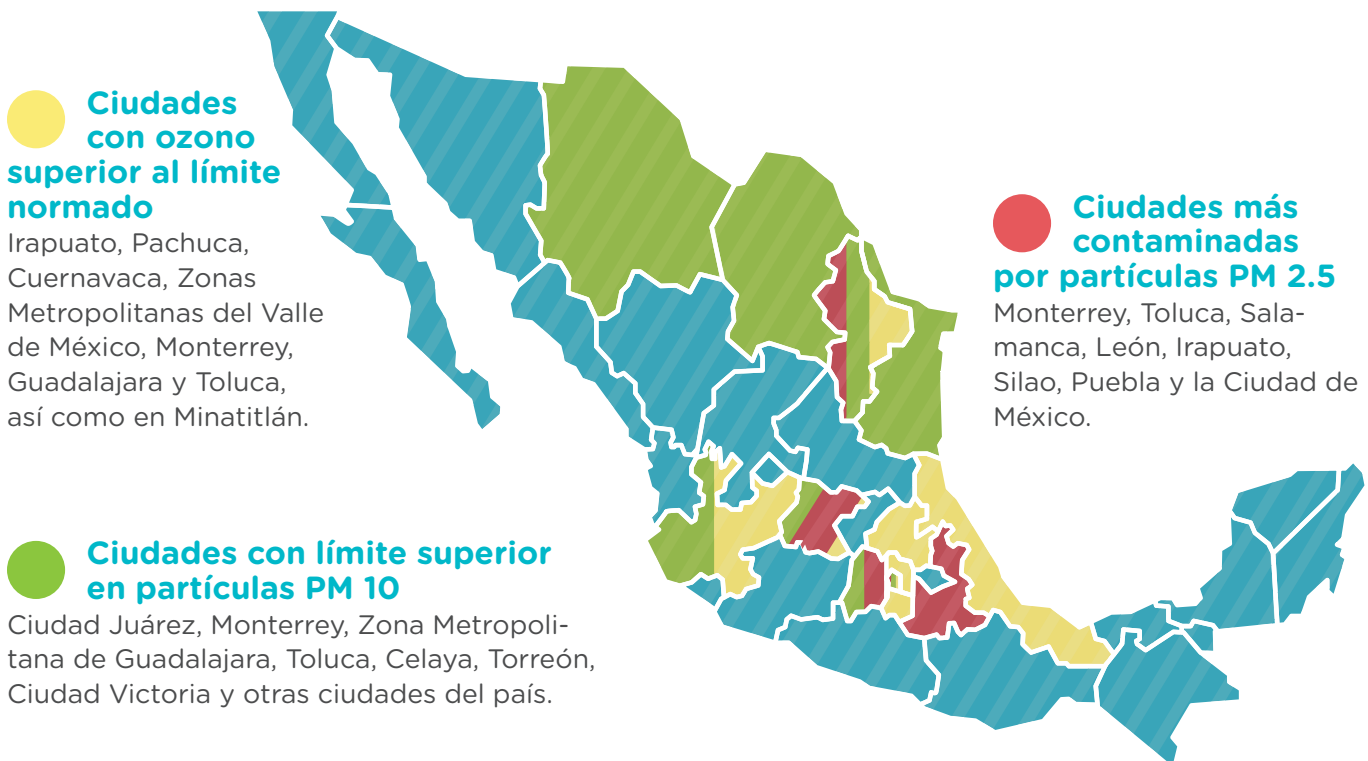 Ciudades
con ozono
superior al límite
normado
Irapuato, Pachuca,
Cuernavaca, Zonas
Metropolitanas del Valle
de México, Monterrey,
Guadalajara y Toluca,
así como en Minatitlán.
Ciudades más
contaminadas
por partículas PM 2.5
Monterrey, Toluca, Sala-
manca, León, Irapuato,
Silao, Puebla y la Ciudad de
México.
Ciudades con límite superior
en partículas PM 10
Ciudad Juárez, Monterrey, Zona Metropoli-
tana de Guadalajara, Toluca, Celaya, Torreón,
Ciudad Victoria y otras ciudades del país.